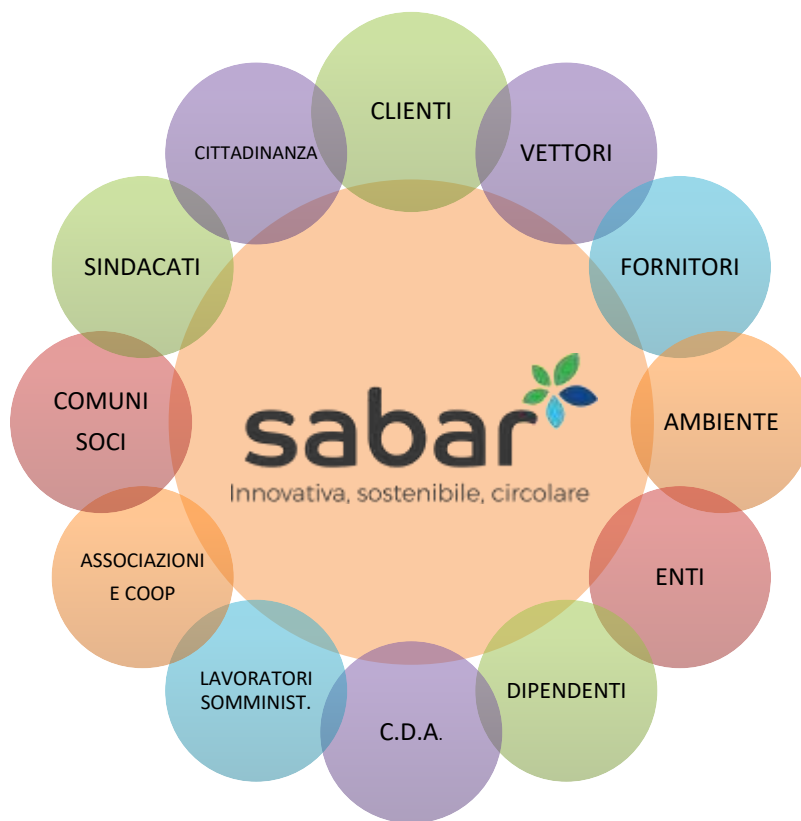 CLIENTI
VETTORI
FORNITORI
AMBIENTE
ENTI
DIPENDENTI
C.D.A.
LAVORATORI
SOMMINIST.
ASSOCIAZIONI
E COOP
COMUNI
SOCI
SINDACATI
CITTADINANZA
sabar
Innovativa, sostenibile, circolare